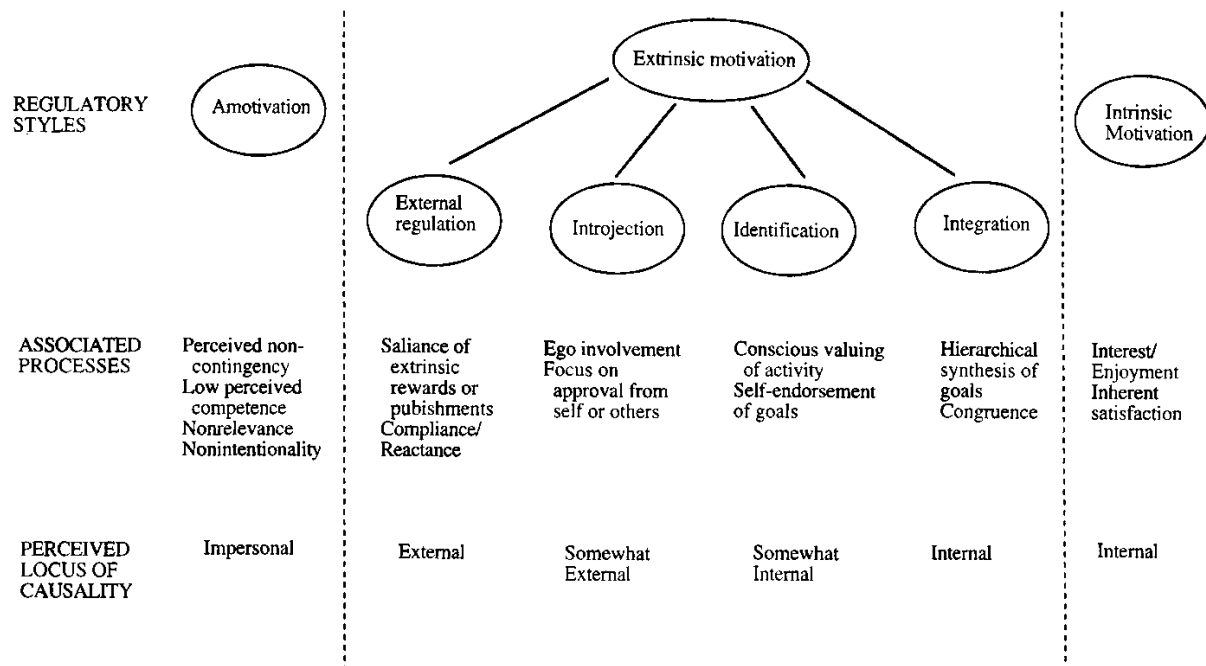 Extrinsic motivation
REGULATORY
STYLES
Amotivation
Intrinsic
Motivation
External
regulation
Introjection
Identification
Integration
ASSOCIATED
PROCESSES
Perceived non-
contingency
Low perceived
competence
Nonrelevance
Nonintentionality
Saliance of
extrinsic
rewards or
pubishments
Compliance/
Reactance
Ego involvement
Focus on
approval from
self or others
Conscious valuing
of activity
Self-endorsement
of goals
Hierarchical
synthesis of
goals
Congruence
Interest/
Enjoyment
Inherent
satisfaction
PERCEIVED
LOCUS OF
CAUSALITY
Impersonal
External
Somewhat
External
Somewhat
Internal
Internal
Internal